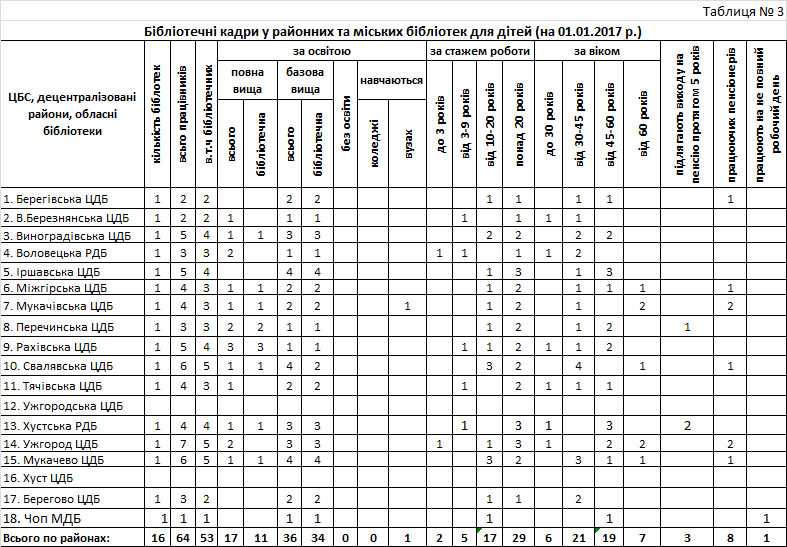 Таблиця № 3
Бібліотечні кадри у районних та міських бібліотек для дітей (на 01.01.2017 р.)
ЦБС, децентралізовані райони, обласні бібліотеки
кількість біблотек
всього працівників
в.т.ч бібліотечних
за освітою
за стажем роботи
за віком
підлягають виходу на пенсію протягом 5 років
працюючих пенсіонерів
працюють на не повний робочий день
повна вища
базова вища
без освіти
навчаються
всього
бібліотечна
всього
бібліотечна
коледжі
вузах
до 3 років
від 3-9 років
від 10-20 років
понад 20 років
до 30 років
від 30-45 років
від 45-60 років
від 60 років
1. Берегівська ЦДБ 1 2 2 2 2 1 1 1 1 1
2. В.Березнянська ЦДБ 1 2 2 1 1 1 1 1 1 1
3. Виноградівська ЦДБ 1 5 4 1 1 3 3 2 2 2 2
4. Воловецька РДБ 1 3 3 2 1 1 1 1 1 1 2
5. Іршавська ЦДБ 1 5 4 4 4 1 3 1 3
6. Міжгірська ЦДБ 1 4 3 1 1 2 2 1 2 1 1 1 1
7. Мукачівська ЦДБ 1 4 3 1 1 2 2 1 1 2 1 2 2
8. Перечинська ЦДБ 1 3 3 2 2 1 1 1 2 1 2 1
9. Рахівська ЦДБ 1 5 4 3 3 1 1 1 1 2 1 1 2
10. Свалявська ЦДБ 1 6 5 1 1 4 2 3 2 4 1 1
11. Тячівська ЦДБ 1 4 3 1 2 2 1 2 1 1 1
12. Ужгородська ЦДБ
13. Хустська РДБ 1 4 4 1 1 3 3 1 3 1 3 2
14. Ужгород ЦДБ 1 7 5 2 3 3 1 1 3 1 2 2 2
15. Мукачево ЦДБ 1 6 5 1 1 4 4 3 2 3 1 1 1
16. Хуст ЦДБ
17. Берегово ЦДБ 1 3 2 2 2 1 1 2
18. Чоп МДБ 1 1 1 1 1 1 1 1
Всього по районах: 16 64 53 17 11 36 34 0 0 1 2 5 17 29 6 21 19 7 3 8 1